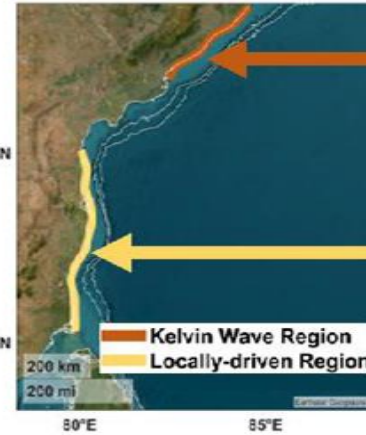 N
Kelvin Wave Region
N
Locally-driven Region
200 km
200 mi
80°E
85°E